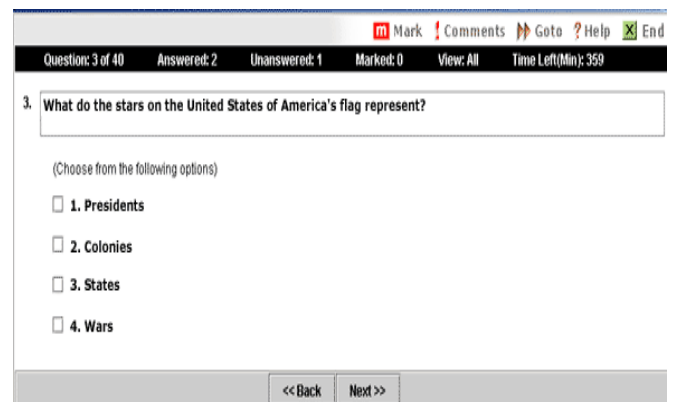 m Mark ! Comments Goto ? Help X End
Question: 3 of 40 Answered: 2 Unanswered: 1 Marked: 0 View: All Time Left(Min): 359
3. What do the stars on the United States of America's flag represent?
(Choose from the following options)
1. Presidents
2. Colonies
3. States
4. Wars
<< Back Next >>